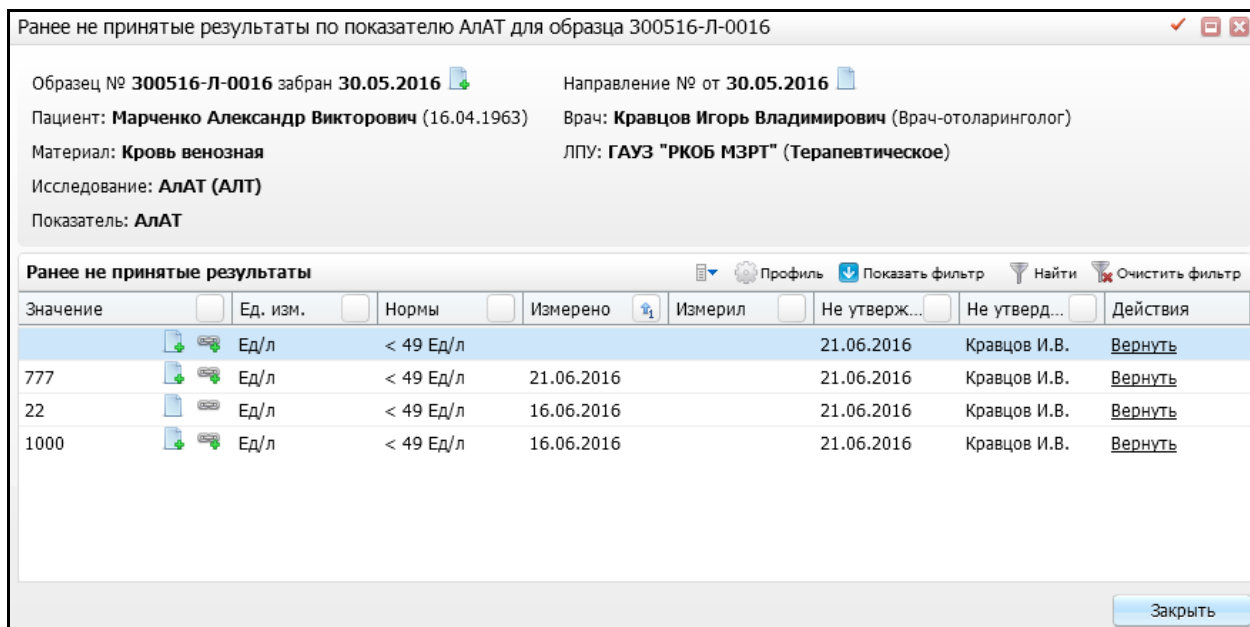 Ранее не принятые результаты по показателю АлАТ для образца 300516-Л-0016
Образец № 300516-Л-0016 забран 30.05.2016
Направление № от 30.05.2016
Пациент: Марченко Александр Викторович (16.04.1963)
Врач: Кравцов Игорь Владимирович (Врач-отоларинголог)
Материал: Кровь венозная
ЛПУ: ГАУЗ "РКОБ МЗРТ" (Терапевтическое)
Исследование: АлАТ (АЛТ)
Показатель: АлАТ
Ранее не принятые результаты Профиль Показать фильтр Найти Очистить фильтр
Значение Ед. изм. Нормы Измерено 1 Измерил Не утверж... Не утверд... Действия
Ед/л < 49 Ед/л 21.06.2016 Кравцов И.В. Вернуть
777 Ед/л < 49 Ед/л 21.06.2016 21.06.2016 Кравцов И.В. Вернуть
22 Ед/л < 49 Ед/л 16.06.2016 21.06.2016 Кравцов И.В. Вернуть
1000 Ед/л < 49 Ед/л 16.06.2016 21.06.2016 Кравцов И.В. Вернуть
Закрыть